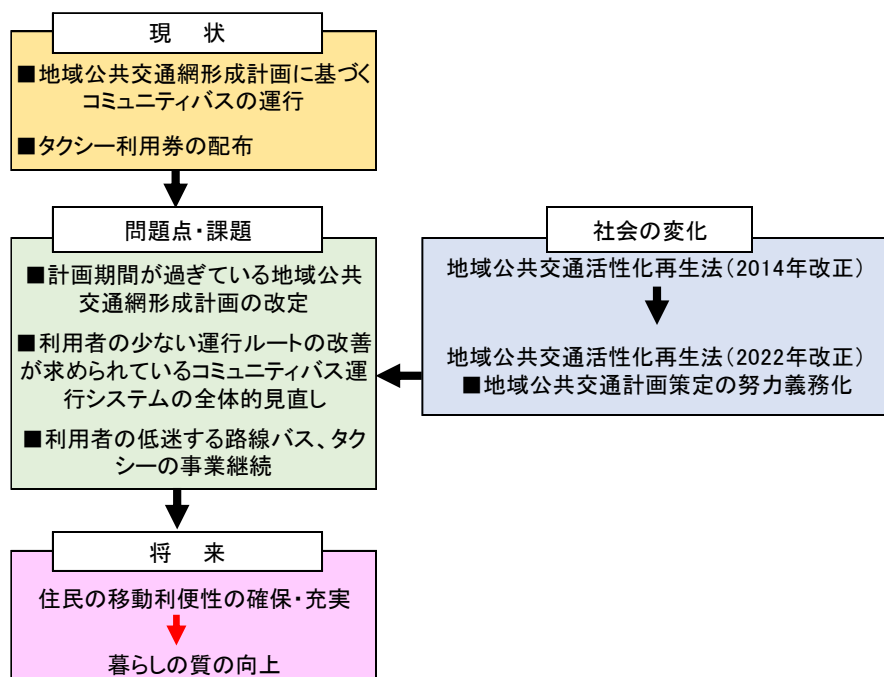 現 状
■地域公共交通網形成計画に基づく
コミュニティバスの運行
■タクシー利用券の配布
問題点・課題
■計画期間が過ぎている地域公共
交通網形成計画の改定
■利用者の少ない運行ルートの改善
が求められているコミュニティバス運
行システムの全体的見直し
■利用者の低迷する路線バス、タク
シーの事業継続
社会の変化
地域公共交通活性化再生法(2014年改正)
地域公共交通活性化再生法(2022年改正)
■地域公共交通計画策定の努力義務化
将 来
住民の移動利便性の確保・充実
暮らしの質の向上